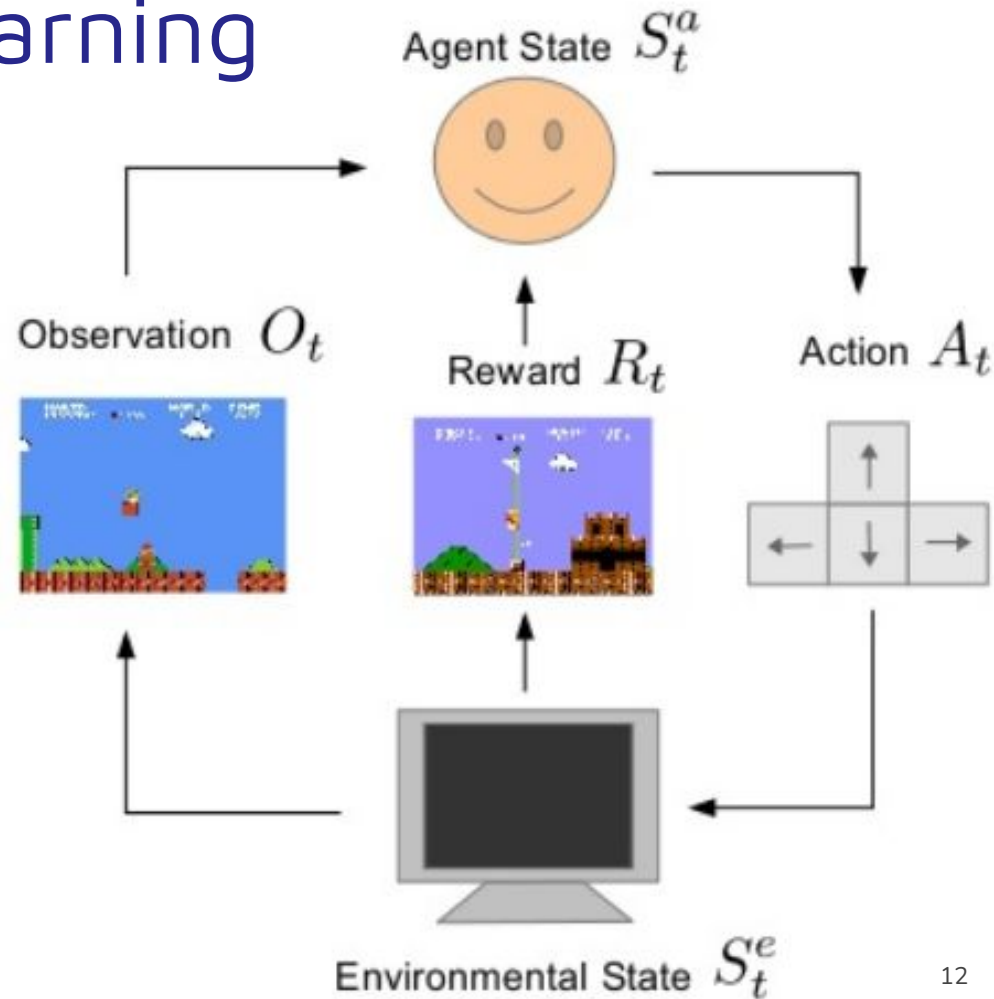 arning
Agent State $S_t^a$
Observation $O_t$
Reward $R_t$
Action $A_t$
Environmental State $S_t^e$
12